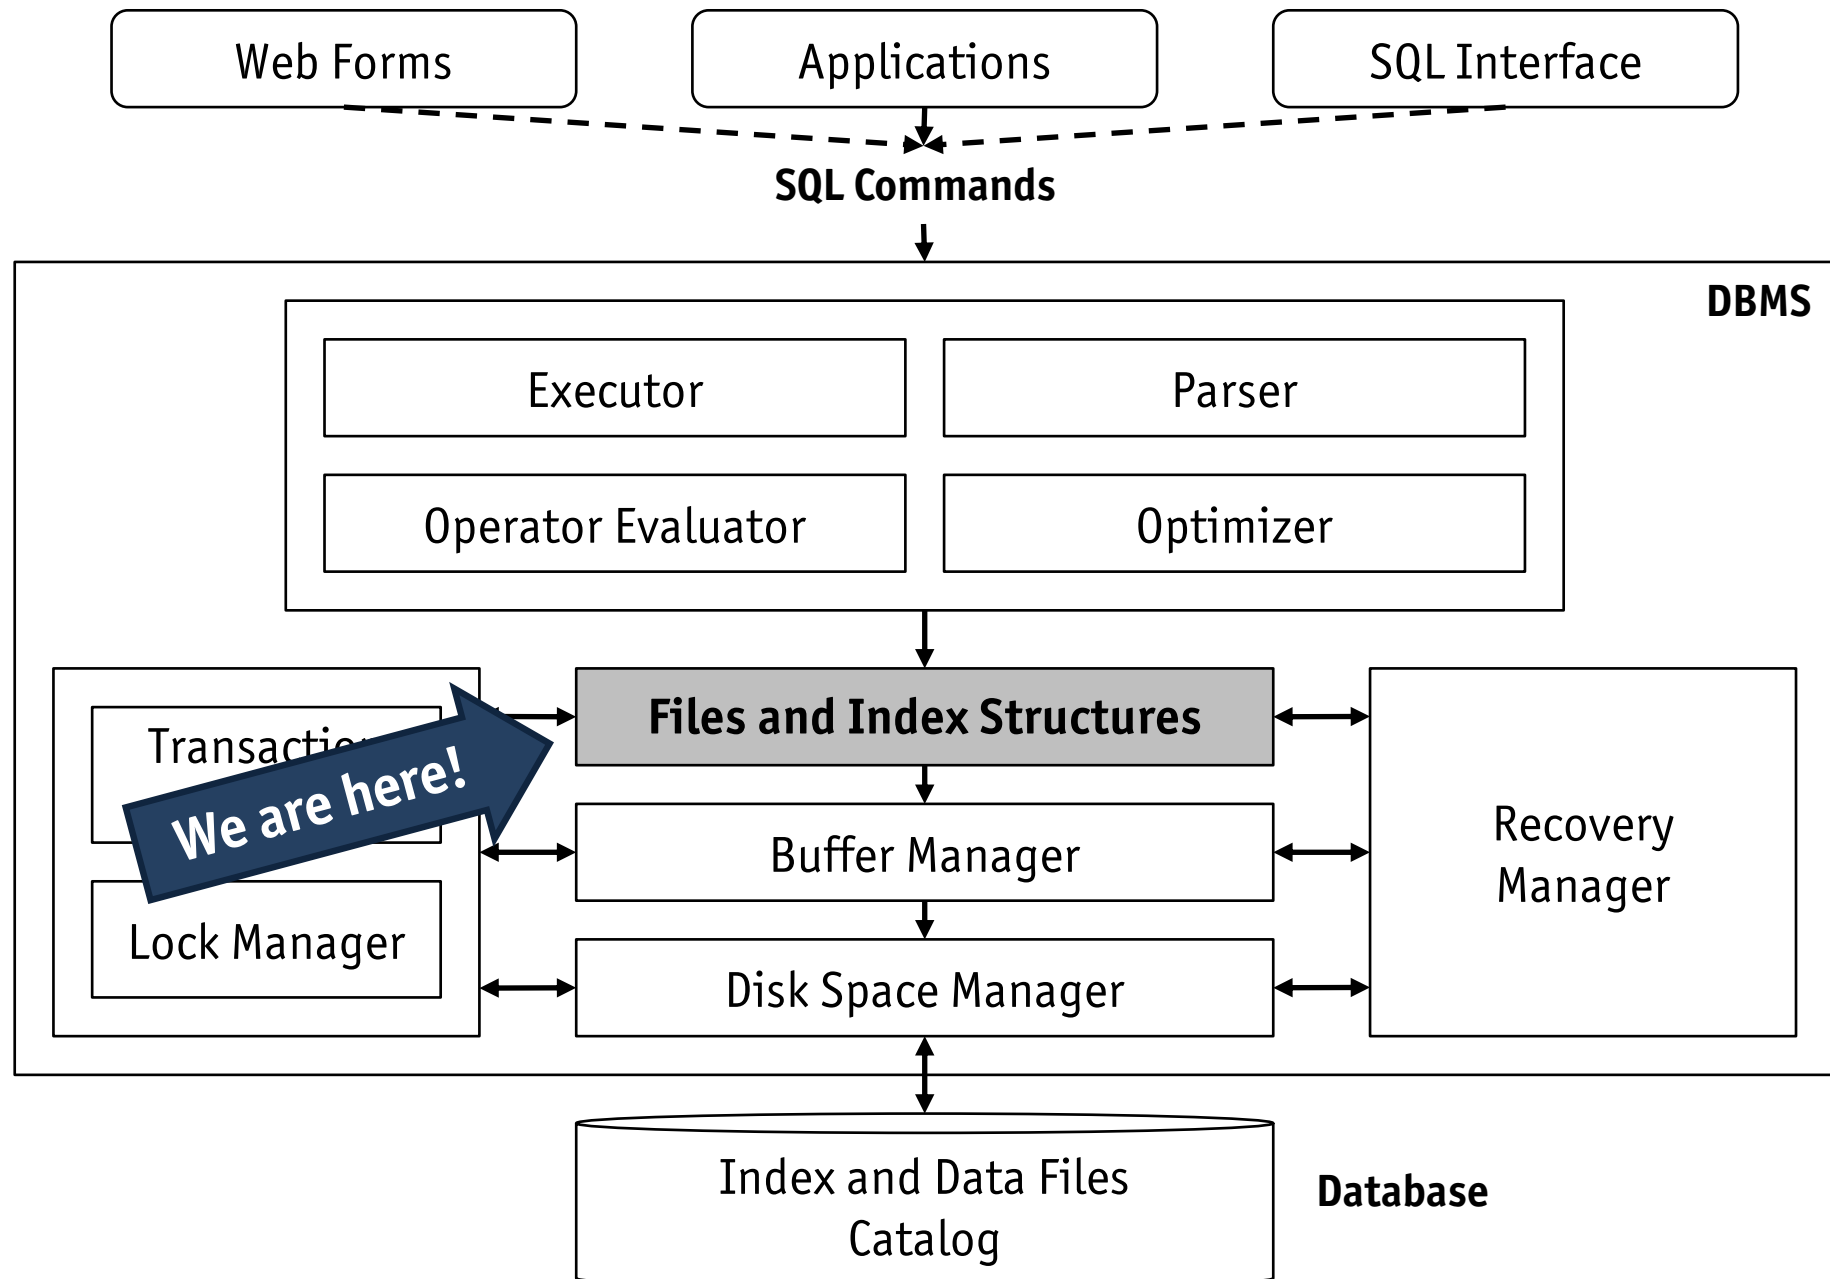 Web Forms
Applications
SQL Interface
SQL Commands
DBMS
Executor
Parser
Operator Evaluator
Optimizer
Files and Index Structures
We are here!
Buffer Manager
Recovery
Manager
Lock Manager
Disk Space Manager
Index and Data Files
Catalog
Database